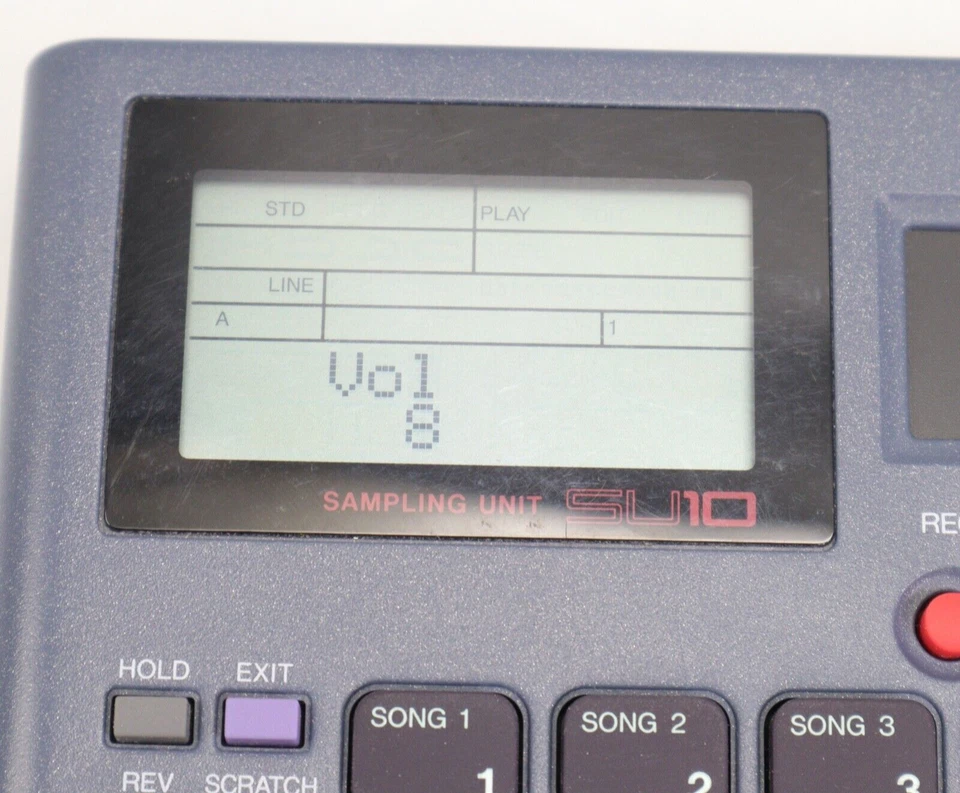 STD PLAY
LINE
A 1
Vol
8
SAMPLING UNIT SU10
HOLD EXIT
SONG 1 SONG 2 SONG 3
1 2 3
REV SCRATCH